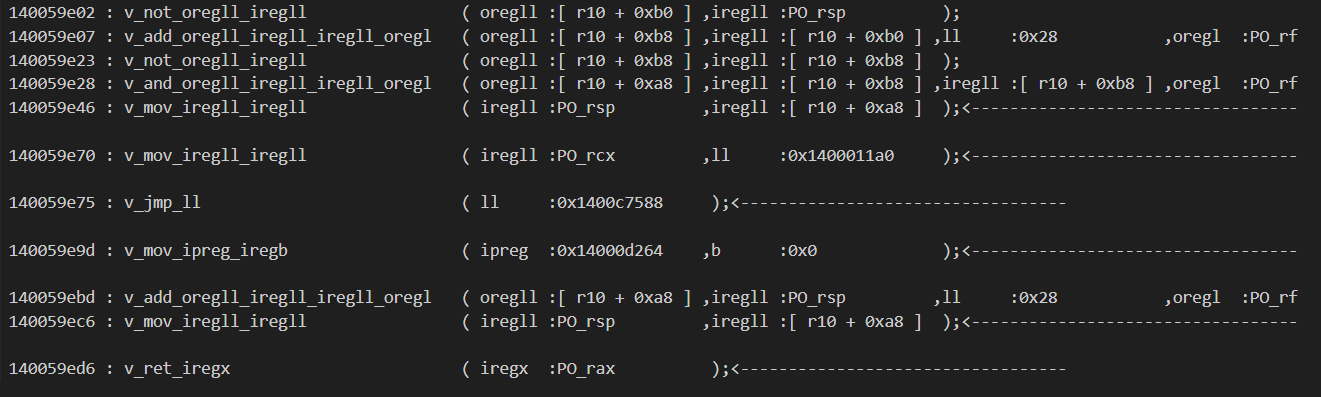 140059e02 : v_not_oregll_iregll ( oregll :[ r10 + 0xb0 ] ,iregll :PO_rsp );
140059e07 : v_add_oregll_iregll_iregll_oregl ( oregll :[ r10 + 0xb8 ] ,iregll :[ r10 + 0xb0 ] ,ll :0x28 ,oregl :PO_rf
140059e23 : v_not_oregll_iregll ( oregll :[ r10 + 0xb8 ] ,iregll :[ r10 + 0xb8 ] );
140059e28 : v_and_oregll_iregll_iregll_oregl ( oregll :[ r10 + 0xa8 ] ,iregll :[ r10 + 0xb8 ] ,iregll :[ r10 + 0xb8 ] ,oregl :PO_rf
140059e46 : v_mov_iregll_iregll ( iregll :PO_rsp ,iregll :[ r10 + 0xa8 ] );<----------------------------------
140059e70 : v_mov_iregll_iregll ( iregll :PO_rcx ,ll :0x1400011a0 );<----------------------------------
140059e75 : v_jmp_ll ( ll :0x1400c7588 );<----------------------------------
140059e9d : v_mov_ipreg_iregb ( ipreg :0x14000d264 ,b :0x0 );<----------------------------------
140059ebd : v_add_oregll_iregll_iregll_oregl ( oregll :[ r10 + 0xa8 ] ,iregll :PO_rsp ,ll :0x28 ,oregl :PO_rf
140059ec6 : v_mov_iregll_iregll ( iregll :PO_rsp ,iregll :[ r10 + 0xa8 ] );<----------------------------------
140059ed6 : v_ret_iregx ( iregx :PO_rax );<----------------------------------